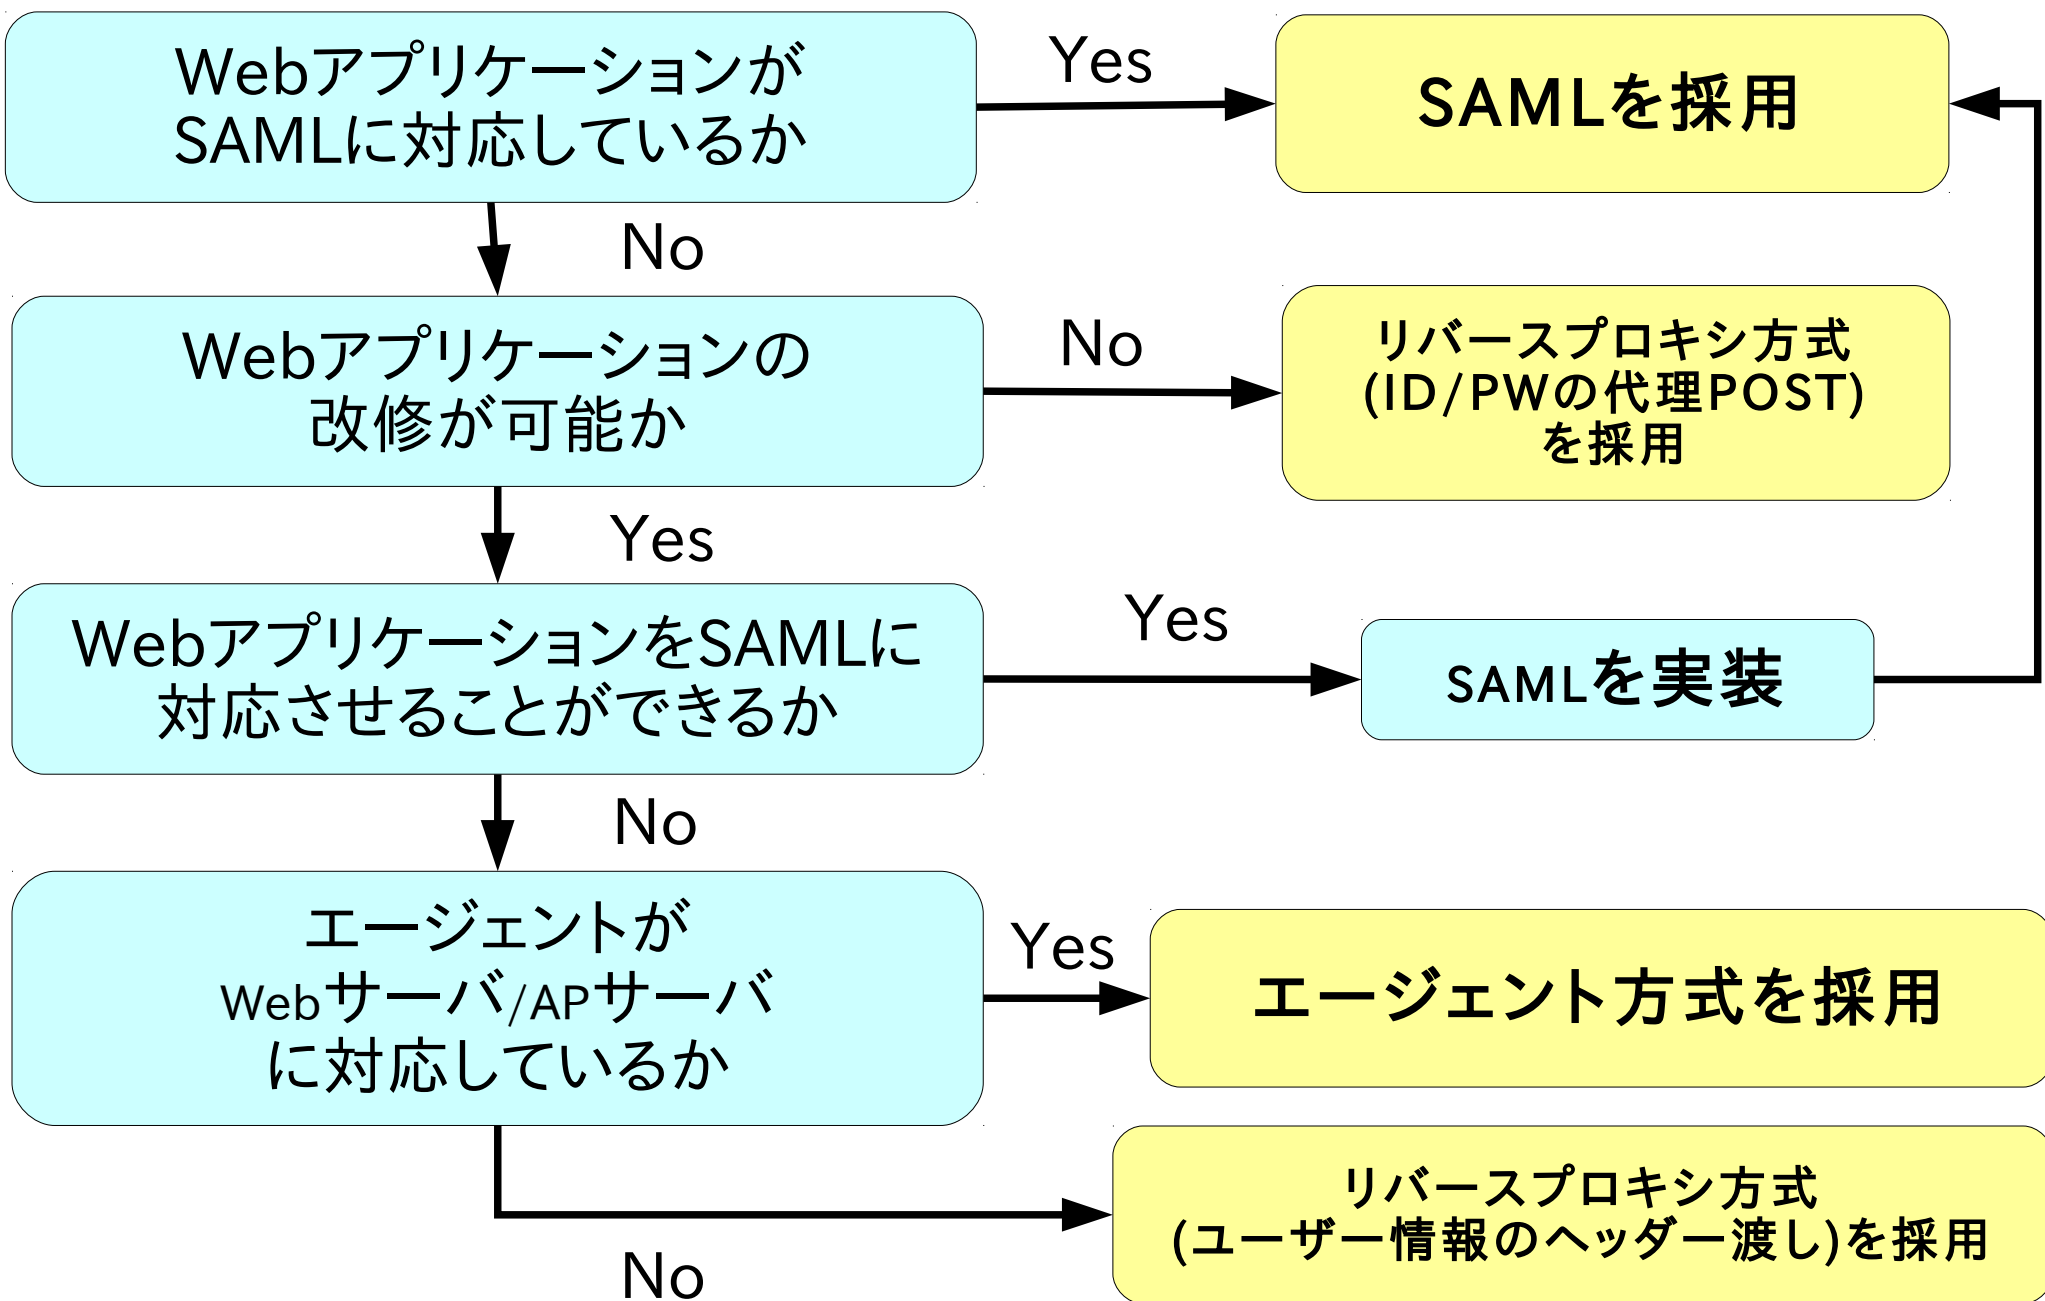 Webアプリケーションが
SAMLに対応しているか
Yes
SAMLを採用
No
Webアプリケーションの
改修が可能か
No
リバースプロキシ方式
(ID/PWの代理POST)
を採用
Yes
WebアプリケーションをSAMLに
対応させることができるか
Yes
SAMLを実装
No
エージェントが
Webサーバ/APサーバ
に対応しているか
Yes
エージェント方式を採用
リバースプロキシ方式
(ユーザー情報のヘッダー渡し)を採用
No